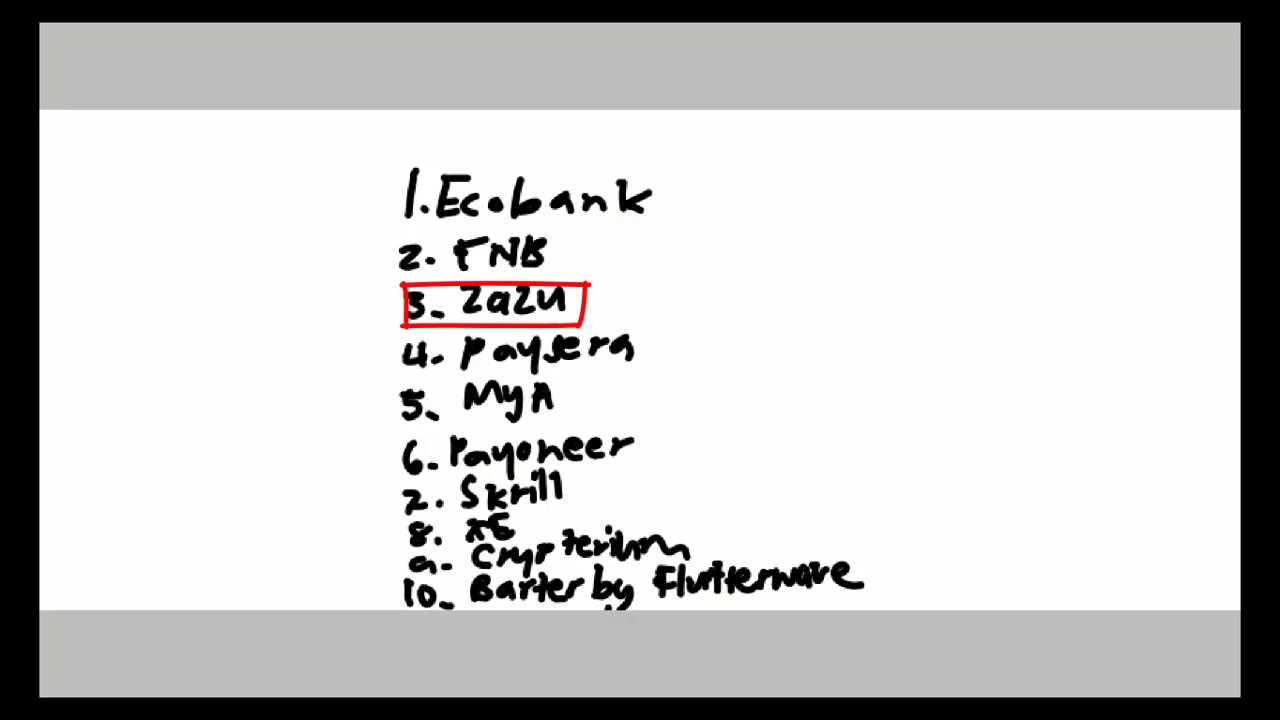 1. Ecobank
2. FNB
3. Zazu
4. Paysera
5. MyA
6. Payoneer
7. Skrill
8. XE
9. Crypterium
10. Barter by Flutterwave